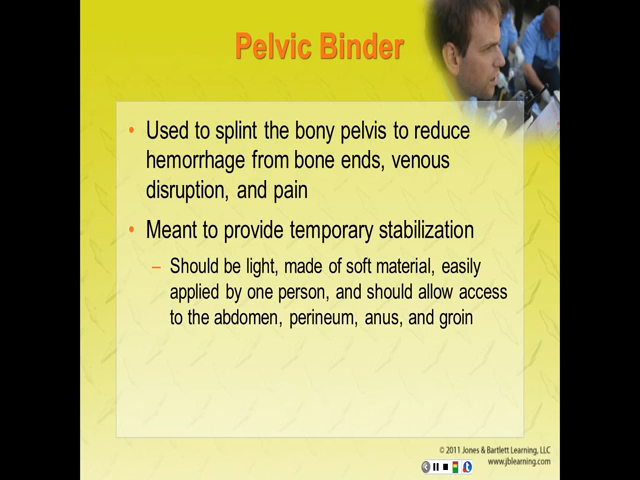 Pelvic Binder
• Used to splint the bony pelvis to reduce
hemorrhage from bone ends, venous
disruption, and pain
• Meant to provide temporary stabilization
– Should be light, made of soft material, easily
applied by one person, and should allow access
to the abdomen, perineum, anus, and groin
© 2011 Jones & Bartlett Learning, LLC
www.jblearning.com